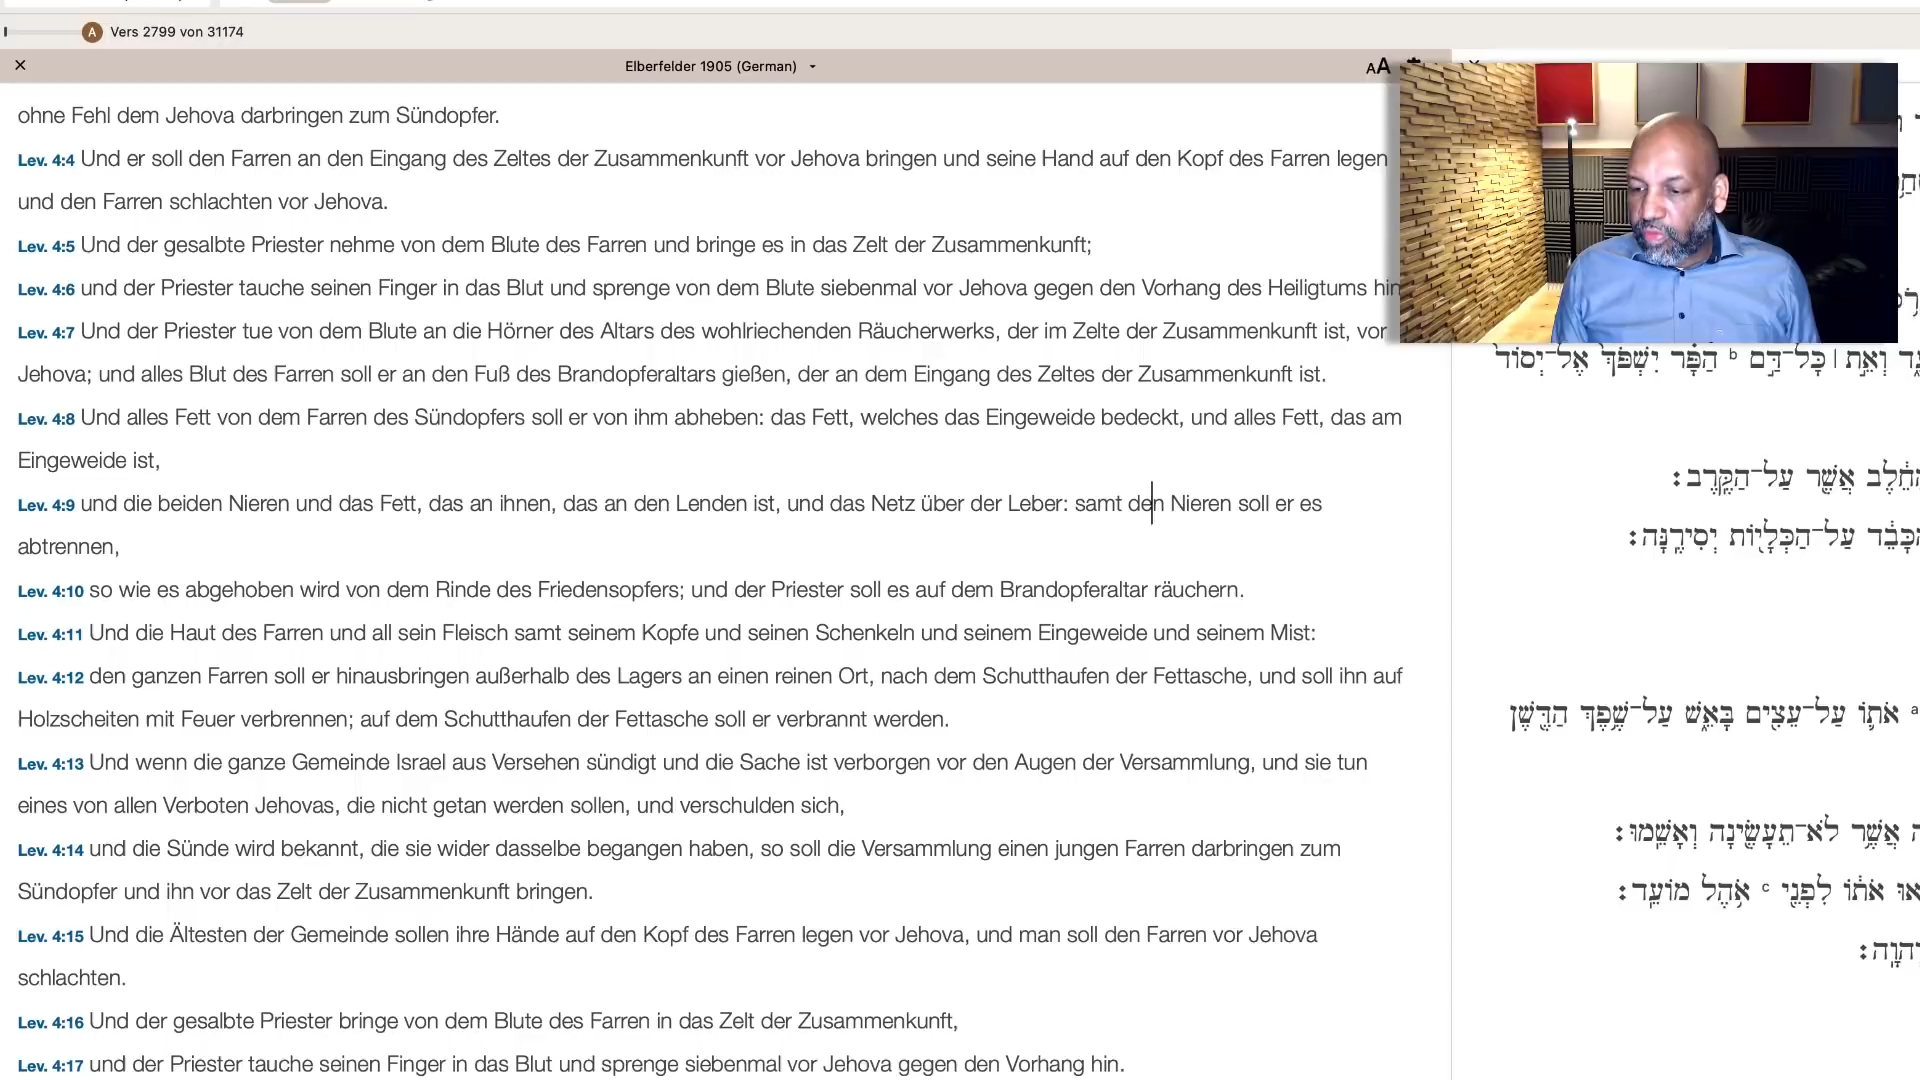 A Vers 2799 von 31174
Elberfelder 1905 (German)
AA
ohne Fehl dem Jehova darbringen zum Sündopfer.
Lev. 4:4 Und er soll den Farren an den Eingang des Zeltes der Zusammenkunft vor Jehova bringen und seine Hand auf den Kopf des Farren legen
und den Farren schlachten vor Jehova.
Lev. 4:5 Und der gesalbte Priester nehme von dem Blute des Farren und bringe es in das Zelt der Zusammenkunft;
Lev. 4:6 und der Priester tauche seinen Finger in das Blut und sprenge von dem Blute siebenmal vor Jehova gegen den Vorhang des Heiligtums hin
Lev. 4:7 Und der Priester tue von dem Blute an die Hörner des Altars des wohlriechenden Räucherwerks, der im Zelte der Zusammenkunft ist, vor
Jehova; und alles Blut des Farren soll er an den Fuß des Brandopferaltars gießen, der an dem Eingang des Zeltes der Zusammenkunft ist.
Lev. 4:8 Und alles Fett von dem Farren des Sündopfers soll er von ihm abheben: das Fett, welches das Eingeweide bedeckt, und alles Fett, das am
Eingeweide ist,
Lev. 4:9 und die beiden Nieren und das Fett, das an ihnen, das an den Lenden ist, und das Netz über der Leber: samt den Nieren soll er es
abtrennen,
Lev. 4:10 so wie es abgehoben wird von dem Rinde des Friedensopfers; und der Priester soll es auf dem Brandopferaltar räuchern.
Lev. 4:11 Und die Haut des Farren und all sein Fleisch samt seinem Kopfe und seinen Schenkeln und seinem Eingeweide und seinem Mist:
Lev. 4:12 den ganzen Farren soll er hinausbringen außerhalb des Lagers an einen reinen Ort, nach dem Schutthaufen der Fettasche, und soll ihn auf
Holzscheiten mit Feuer verbrennen; auf dem Schutthaufen der Fettasche soll er verbrannt werden.
Lev. 4:13 Und wenn die ganze Gemeinde Israel aus Versehen sündigt und die Sache ist verborgen vor den Augen der Versammlung, und sie tun
eines von allen Verboten Jehovas, die nicht getan werden sollen, und verschulden sich,
Lev. 4:14 und die Sünde wird bekannt, die sie wider dasselbe begangen haben, so soll die Versammlung einen jungen Farren darbringen zum
Sündopfer und ihn vor das Zelt der Zusammenkunft bringen.
Lev. 4:15 Und die Ältesten der Gemeinde sollen ihre Hände auf den Kopf des Farren legen vor Jehova, und man soll den Farren vor Jehova
schlachten.
Lev. 4:16 Und der gesalbte Priester bringe von dem Blute des Farren in das Zelt der Zusammenkunft,
Lev. 4:17 und der Priester tauche seinen Finger in das Blut und sprenge siebenmal vor Jehova gegen den Vorhang hin.
וְאֵ֣ת ׀ כׇּל־דַּ֣ם b הַפָּ֗ר יִשְׁפֹּךְ֙ אֶל־יְסוֹד֙
הַחֵ֔לֶב אֲשֶׁ֖ר עַל־הַקֶּֽרֶב׃
הַכָּבֵ֔ד עַל־הַכְּלָי֖וֹת יְסִירֶֽנָּה׃
a אֹת֛וֹ עַל־עֵצִ֖ים בָּאֵ֑שׁ עַל־שֶׁ֥פֶךְ הַדֶּ֖שֶׁן
אֲשֶׁ֥ר לֹא־תֵעָשֶׂ֖ינָה וְאָשֵֽׁמוּ׃
אֹת֔וֹ לִפְנֵ֖י c אֹ֥הֶל מוֹעֵֽד׃